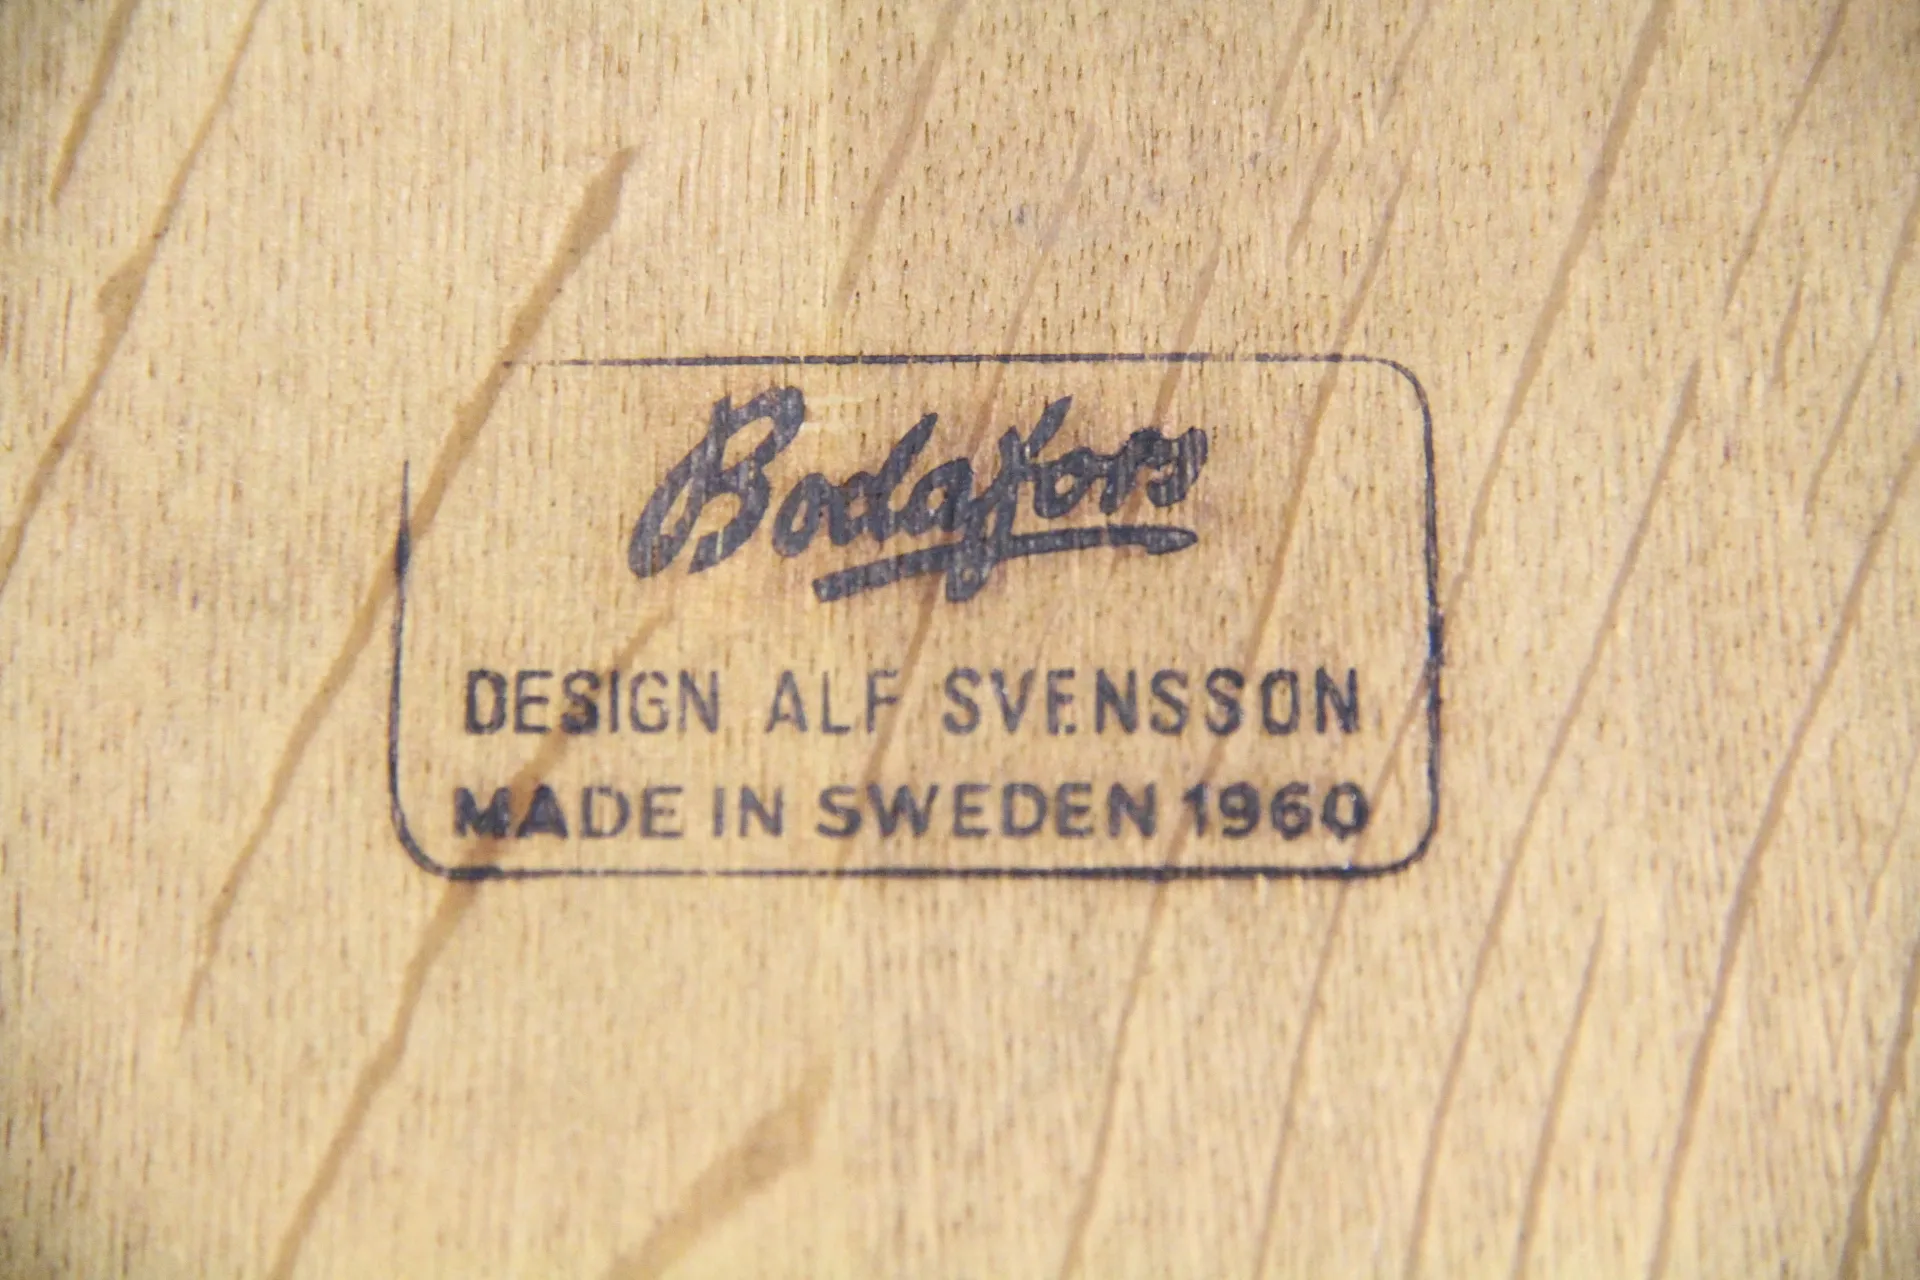 Bodafors
DESIGN ALF SVENSSON
MADE IN SWEDEN 1960